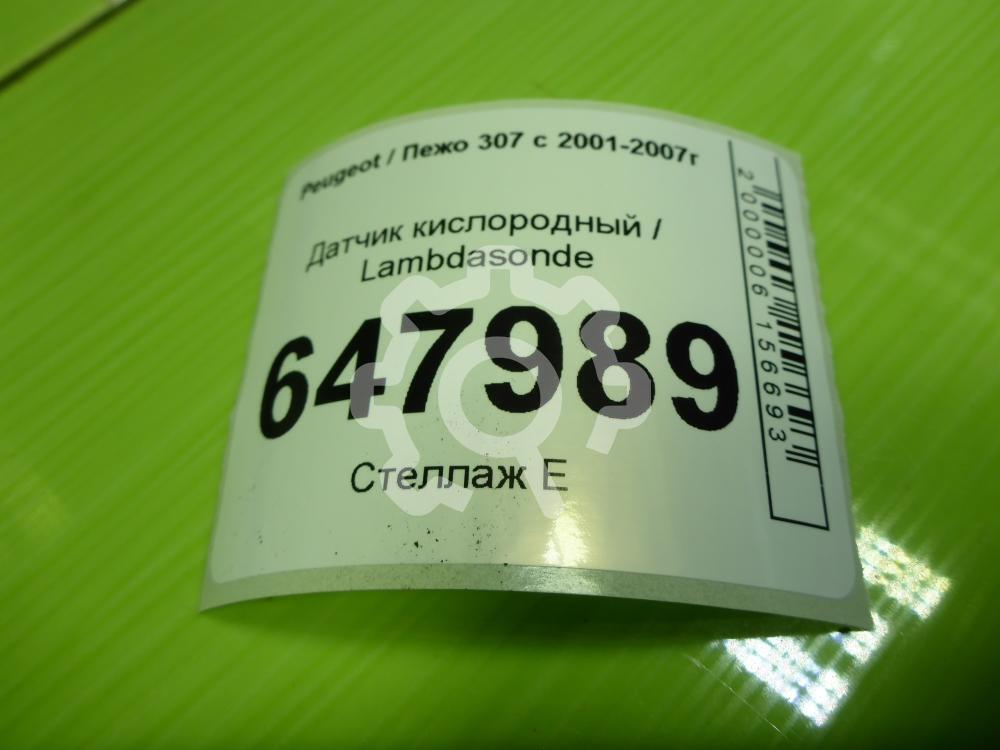 Peugeot / Пежо 307 с 2001-2007г
Датчик кислородный /
Lambdasonde
647989
Стеллаж Е
2000006156693